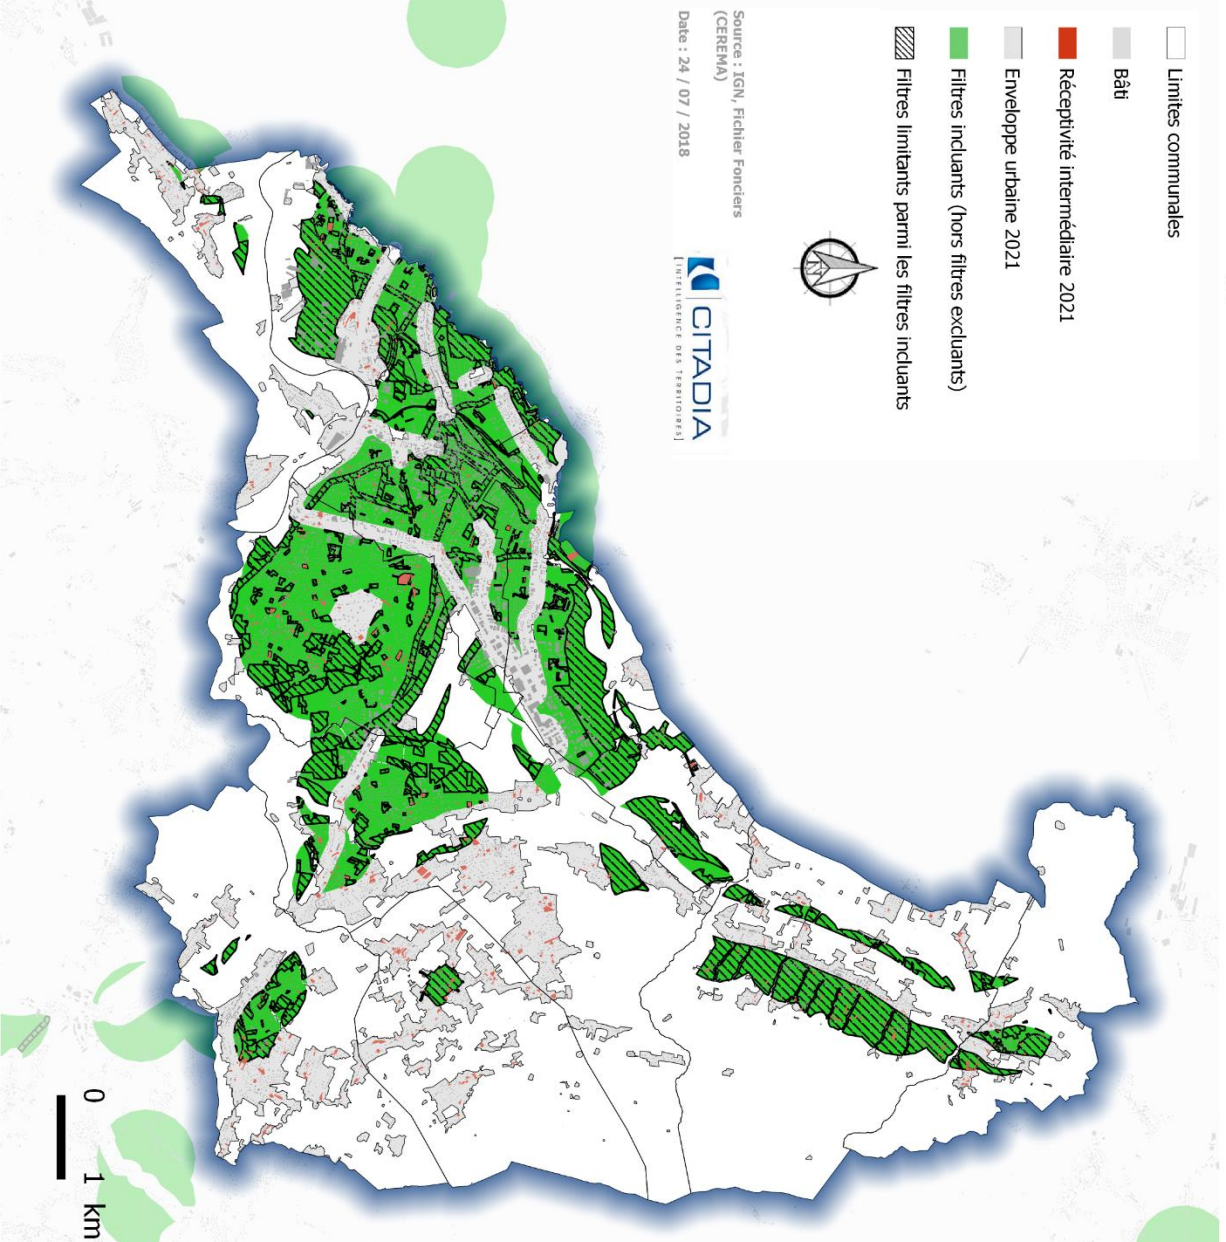 Limites communales
Bâti
Réceptivité intermédiaire 2021
Enveloppe urbaine 2021
Filtres incluants (hors filtres excluants)
Filtres limitants parmi les filtres incluants
N
Source : IGN, Fichier Fonciers
(CEREMA)
Date : 24 / 07 / 2018
CITADIA
[INTELLIGENCE DES TERRITOIRES]
0 1 km